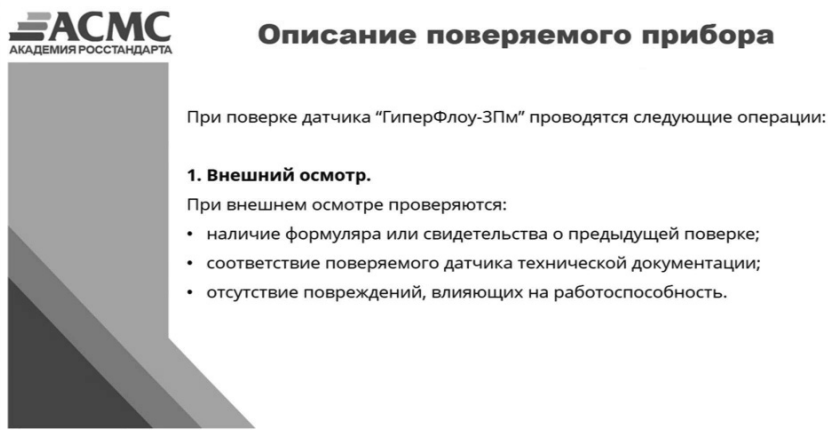 АСМС
АКАДЕМИЯ РОССТАНДАРТА
Описание поверяемого прибора
При поверке датчика “ГиперФлоу-3Пм” проводятся следующие операции:
1. Внешний осмотр.
При внешнем осмотре проверяются:
• наличие формуляра или свидетельства о предыдущей поверке;
• соответствие поверяемого датчика технической документации;
• отсутствие повреждений, влияющих на работоспособность.